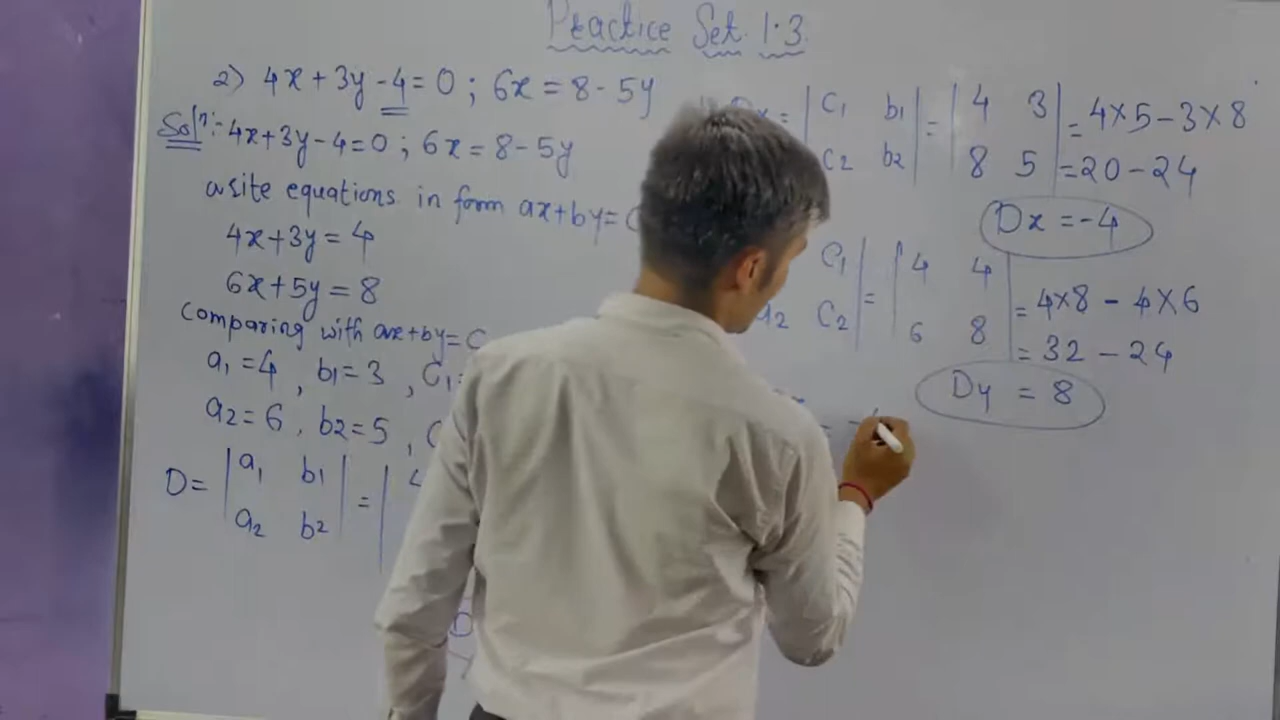 Practice Set 1.3
2) 4x+3y-4=0 ; 6x=8-5y
Solⁿ:- 4x+3y-4=0 ; 6x=8-5y
write equations in form ax+by=C
4x+3y=4
6x+5y=8
Comparing with ax+by=C
a₁=4, b₁=3, C₁=
a₂=6, b₂=5, C
D= | a₁ b₁ | = |
a₂ b₂
D
Dx= | C₁ b₁ | = | 4 3 | = 4×5-3×8
C₂ b₂ 8 5 =20-24
Dx=-4
C₁ | = | 4 4 |
a₂ C₂ 6 8 = 4×8-4×6
= 32-24
Dy = 8
= -